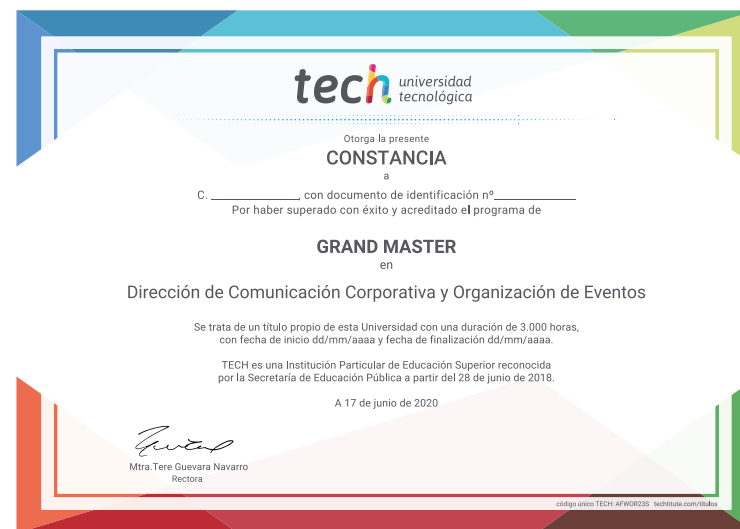 tech universidad
tecnológica
Otorga la presente
CONSTANCIA
a
C. ____________, con documento de identificación nº____________
Por haber superado con éxito y acreditado el programa de
GRAND MASTER
en
Dirección de Comunicación Corporativa y Organización de Eventos
Se trata de un título propio de esta Universidad con una duración de 3.000 horas,
con fecha de inicio dd/mm/aaaa y fecha de finalización dd/mm/aaaa.
TECH es una Institución Particular de Educación Superior reconocida
por la Secretaría de Educación Pública a partir del 28 de junio de 2018.
A 17 de junio de 2020
Mtra.Tere Guevara Navarro
Rectora
código único TECH: AFWOR23S techtitute.com/titulos